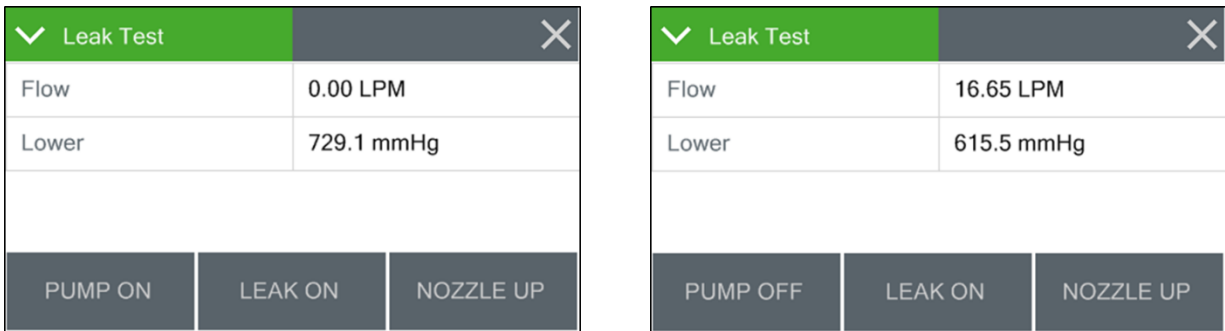 Leak Test
Flow 0.00 LPM
Lower 729.1 mmHg
PUMP ON LEAK ON NOZZLE UP
Leak Test
Flow 16.65 LPM
Lower 615.5 mmHg
PUMP OFF LEAK ON NOZZLE UP